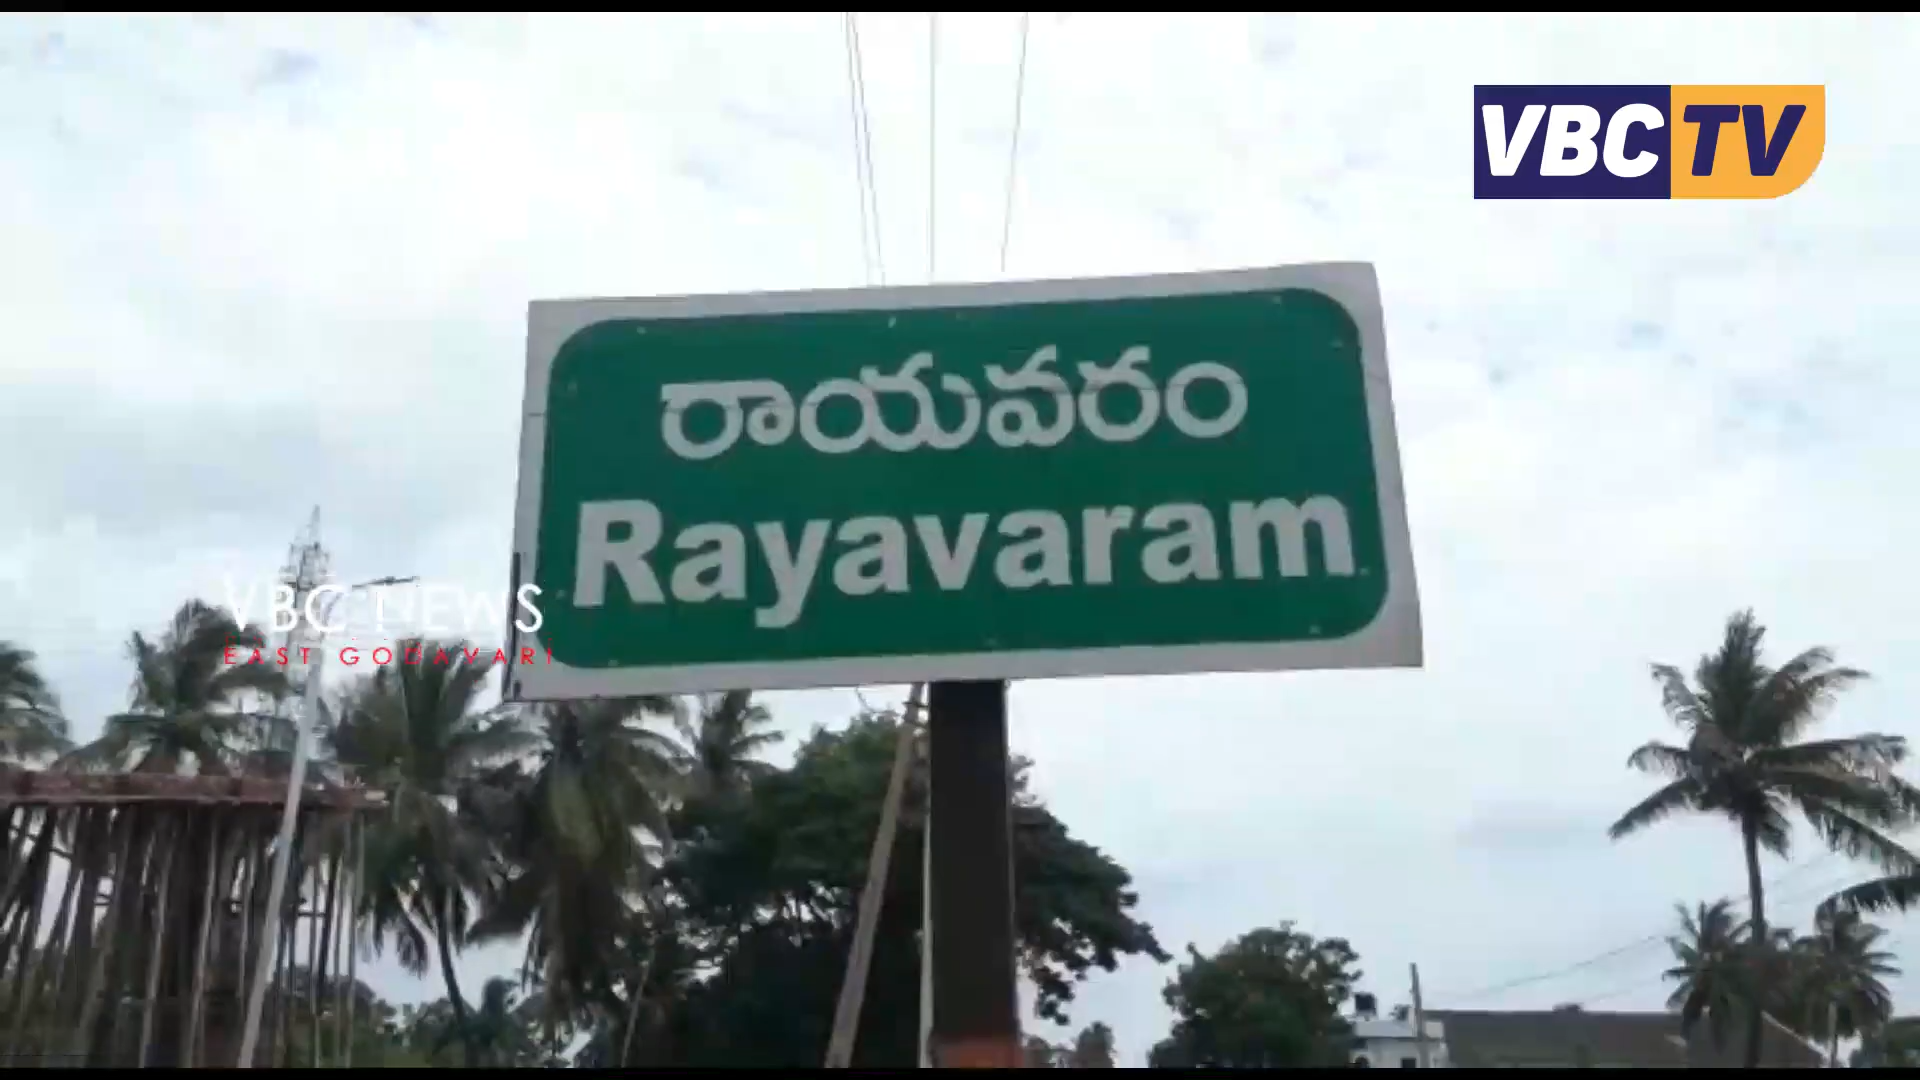 VBC TV
రాయవరం
Rayavaram
VBC NEWS
EAST GODAVARI